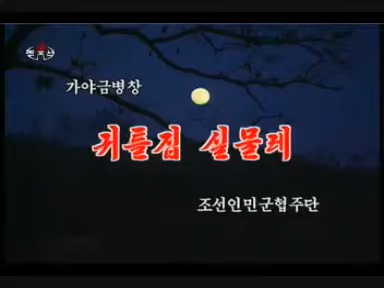 가야금병창
귀틀집 실물레
조선인민군협주단